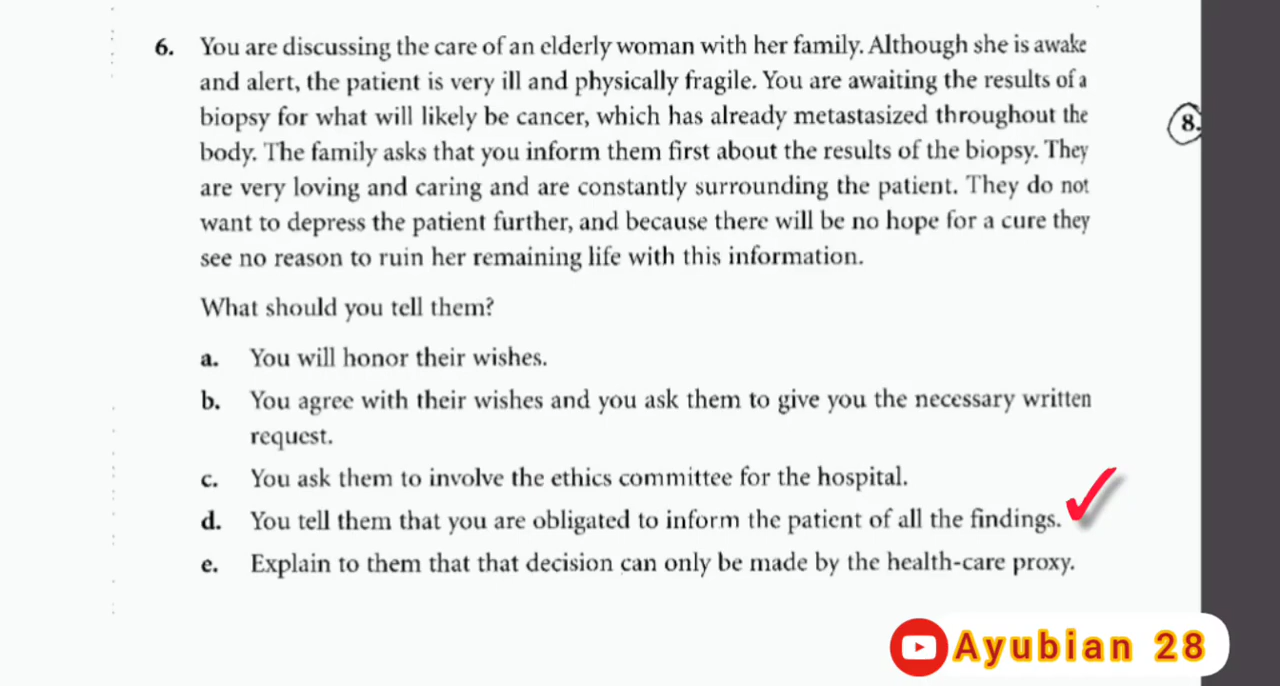 6. You are discussing the care of an elderly woman with her family. Although she is awake
and alert, the patient is very ill and physically fragile. You are awaiting the results of a
biopsy for what will likely be cancer, which has already metastasized throughout the
body. The family asks that you inform them first about the results of the biopsy. They
are very loving and caring and are constantly surrounding the patient. They do not
want to depress the patient further, and because there will be no hope for a cure they
see no reason to ruin her remaining life with this information.
What should you tell them?
a. You will honor their wishes.
b. You agree with their wishes and you ask them to give you the necessary written
request.
c. You ask them to involve the ethics committee for the hospital.
d. You tell them that you are obligated to inform the patient of all the findings.
e. Explain to them that that decision can only be made by the health-care proxy.
8.
Ayubian 28